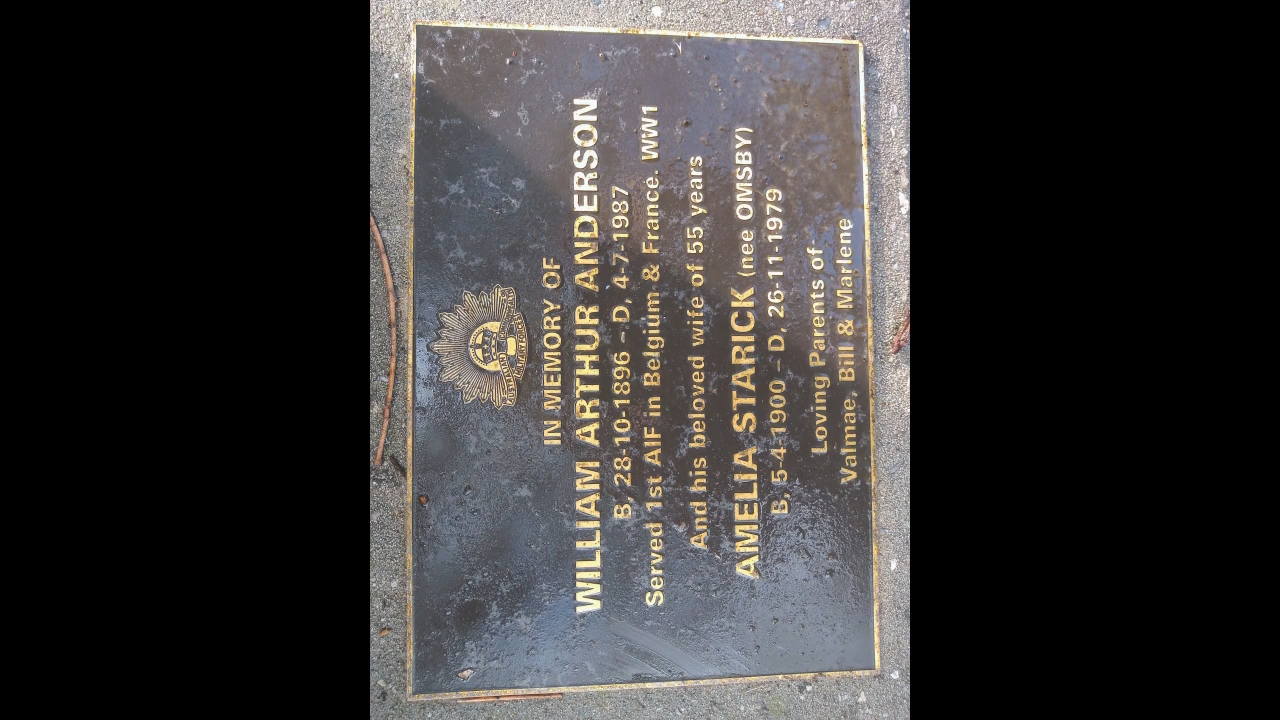 IN MEMORY OF
WILLIAM ARTHUR ANDERSON
B, 28-10-1896 – D, 4-7-1987
Served 1st AIF in Belgium & France. WW1
And his beloved wife of 55 years
AMELIA STARICK (nee OMSBY)
B, 5-4-1900 – D, 26-11-1979
Loving Parents of
Valmae, Bill & Marlene